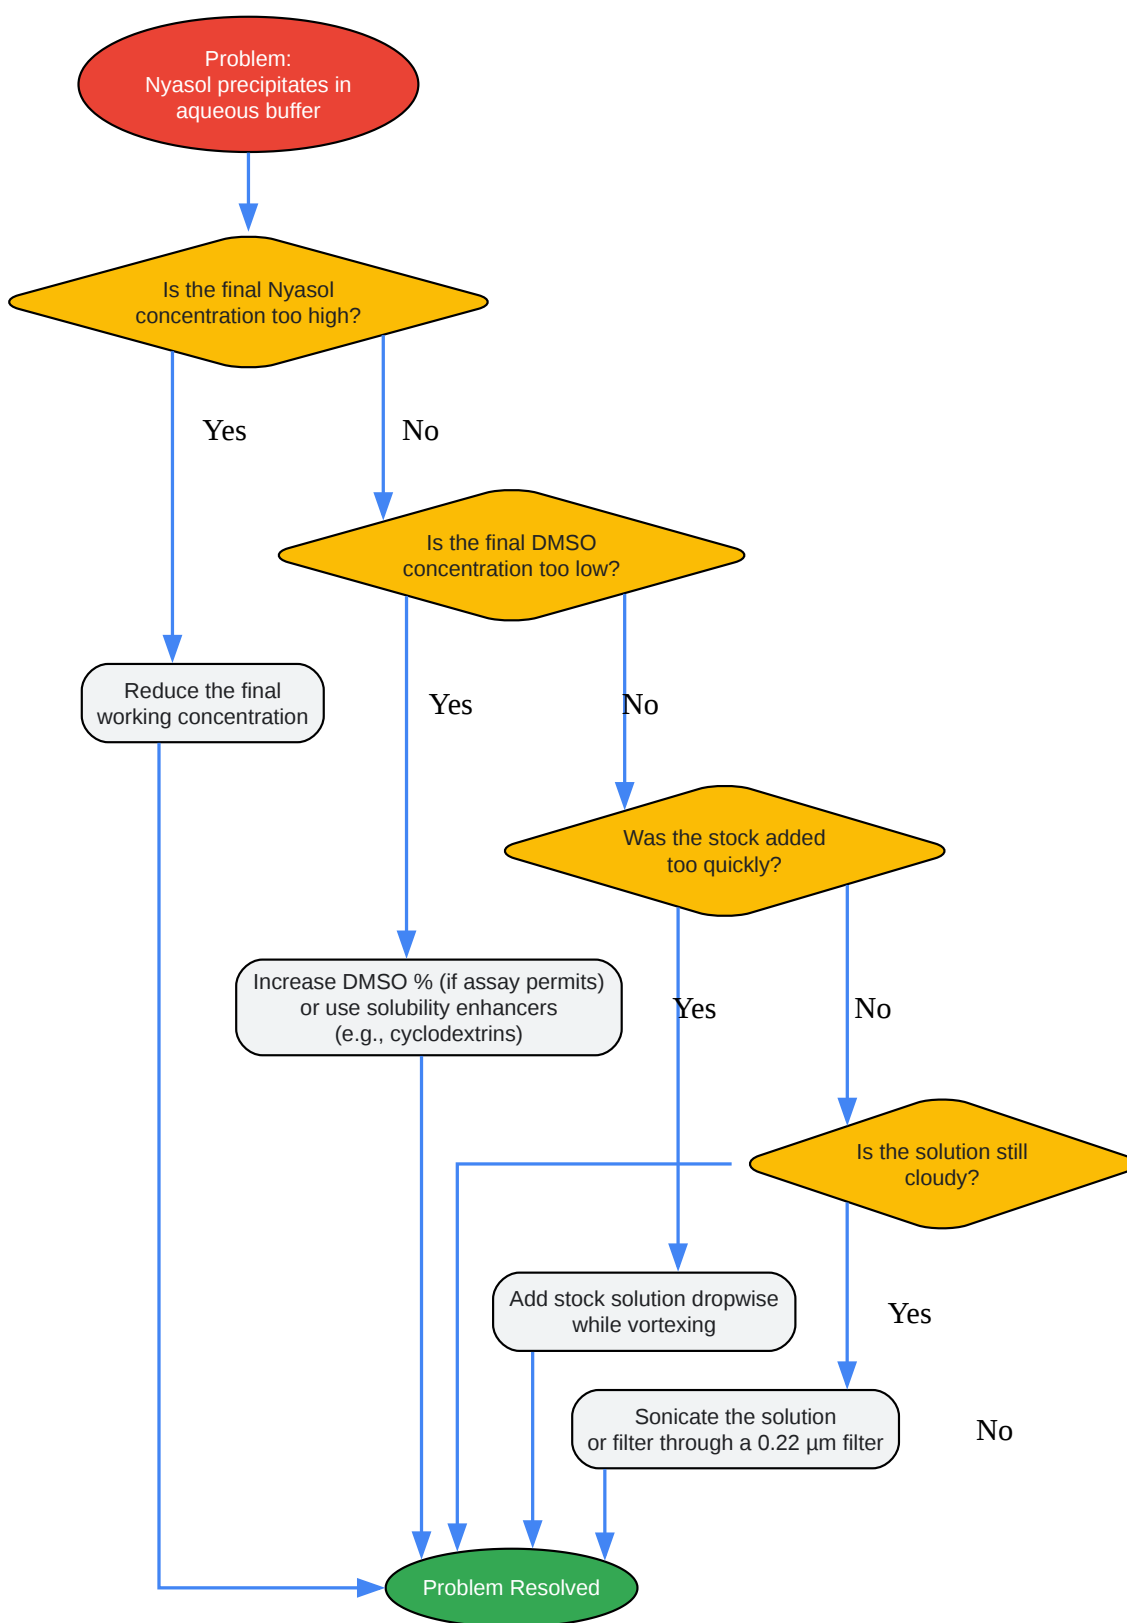 Problem:
Nyasol precipitates in
aqueous buffer
Is the final Nyasol
concentration too high?
Yes
No
Is the final DMSO
concentration too low?
Reduce the final
working concentration
Yes
No
Was the stock added
too quickly?
Increase DMSO % (if assay permits)
or use solubility enhancers
(e.g., cyclodextrins)
Yes
No
Is the solution still
cloudy?
Add stock solution dropwise
while vortexing
Yes
Sonicate the solution
or filter through a 0.22 µm filter
No
Problem Resolved